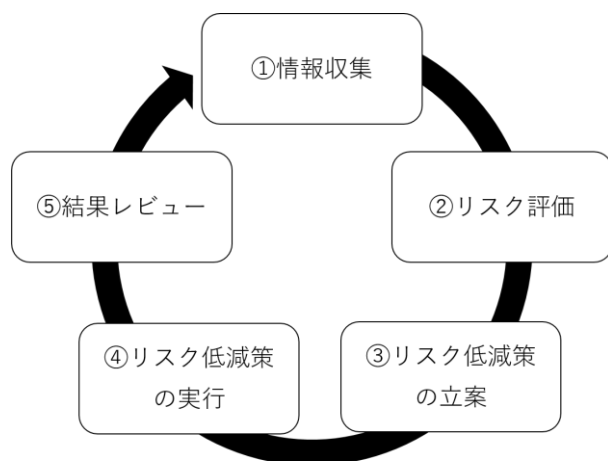 ①情報収集
②リスク評価
③リスク低減策
の立案
④リスク低減策
の実行
⑤結果レビュー